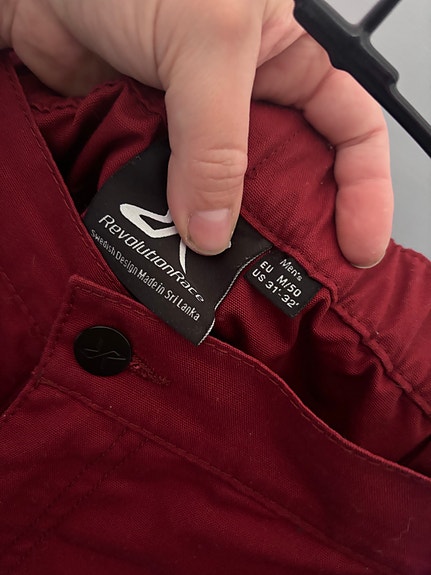 RevolutionRace
Swedish Design Made in Sri Lanka
Men's
EU M/50
US 31"-32"